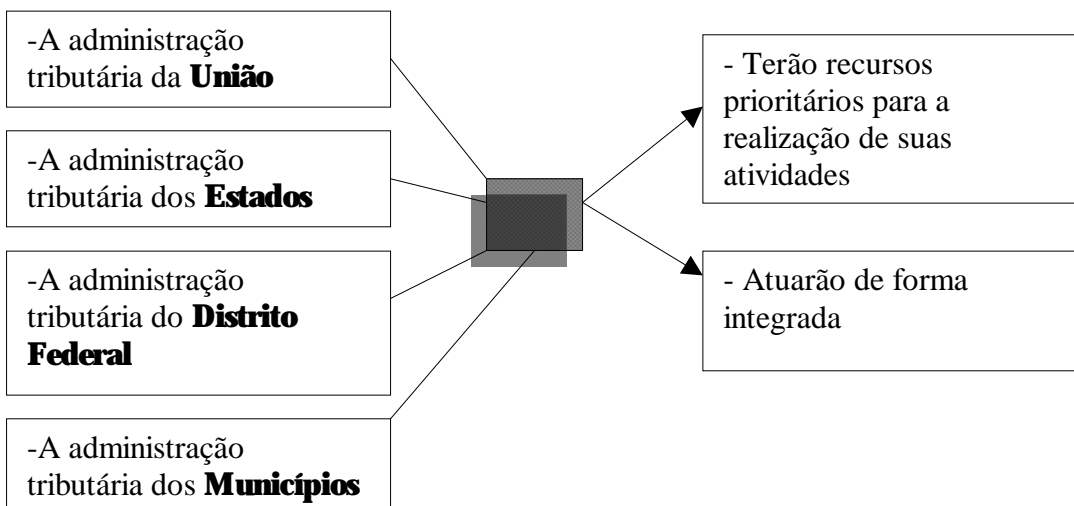 -A administração
tributária da União
-A administração
tributária dos Estados
-A administração
tributária do Distrito
Federal
-A administração
tributária dos Municípios
- Terão recursos
prioritários para a
realização de suas
atividades
- Atuarão de forma
integrada